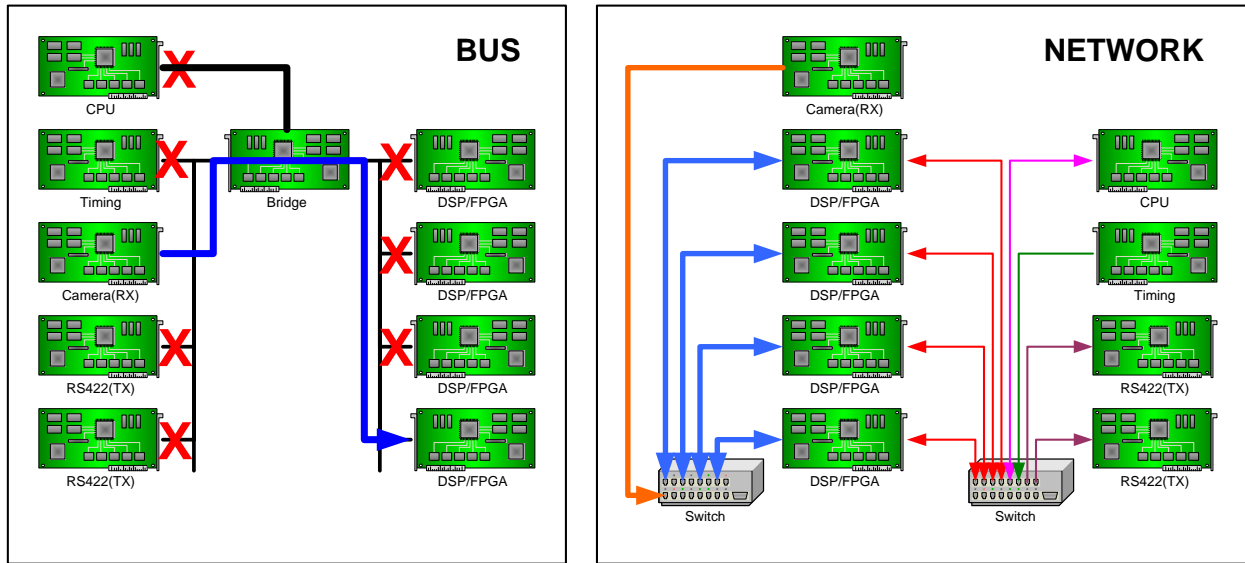 BUS
CPU
Timing
Bridge
DSP/FPGA
Camera(RX)
DSP/FPGA
RS422(TX)
DSP/FPGA
RS422(TX)
DSP/FPGA
NETWORK
Camera(RX)
DSP/FPGA
CPU
DSP/FPGA
Timing
DSP/FPGA
RS422(TX)
DSP/FPGA
RS422(TX)
Switch
Switch